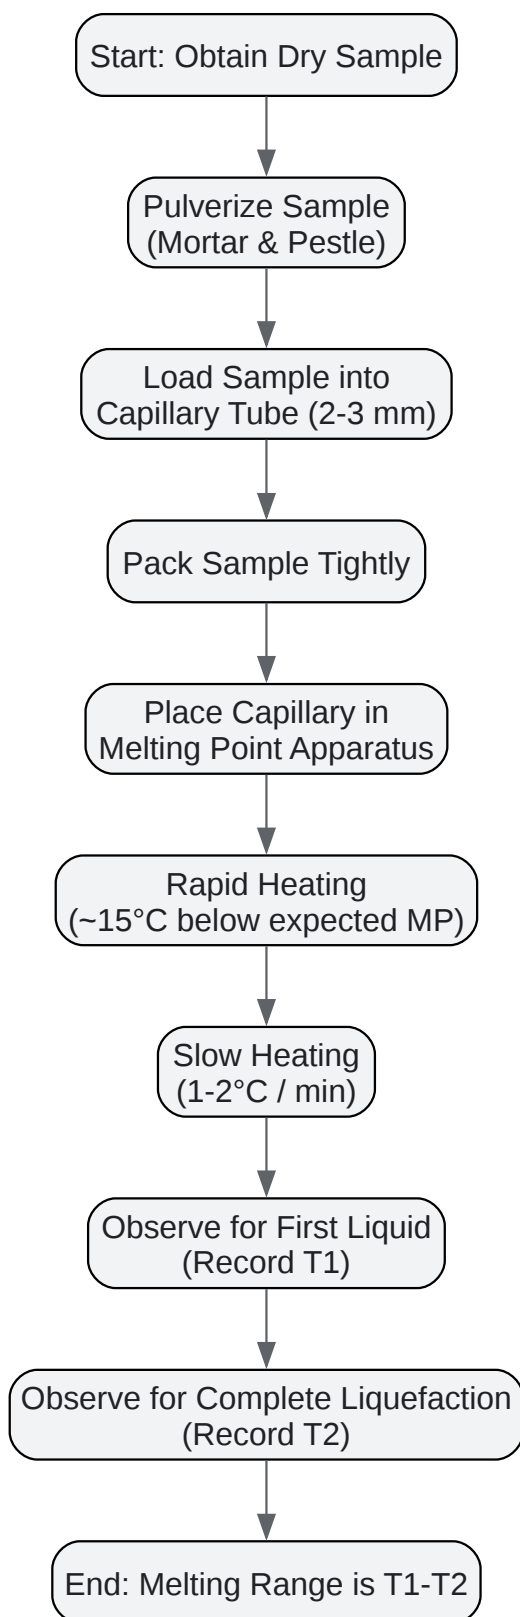 Start: Obtain Dry Sample
Pulverize Sample
(Mortar & Pestle)
Load Sample into
Capillary Tube (2-3 mm)
Pack Sample Tightly
Place Capillary in
Melting Point Apparatus
Rapid Heating
(~15°C below expected MP)
Slow Heating
(1-2°C / min)
Observe for First Liquid
(Record T1)
Observe for Complete Liquefaction
(Record T2)
End: Melting Range is T1-T2